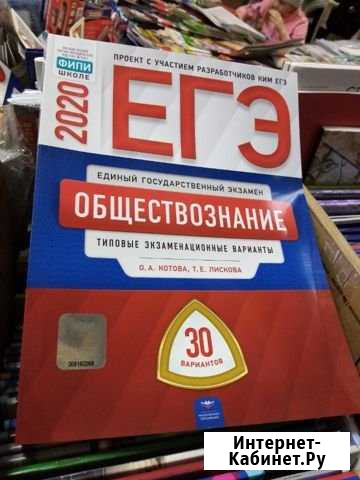 ФИПИ
ШКОЛЕ
ПРОЕКТ С УЧАСТИЕМ РАЗРАБОТЧИКОВ КИМ ЕГЭ
2020
ЕГЭ
ЕДИНЫЙ ГОСУДАРСТВЕННЫЙ ЭКЗАМЕН
ОБЩЕСТВОЗНАНИЕ
ТИПОВЫЕ ЭКЗАМЕНАЦИОННЫЕ ВАРИАНТЫ
О. А. КОТОВА, Т. Е. ЛИСКОВА
30
ВАРИАНТОВ
Интернет-
Кабинет.Ру